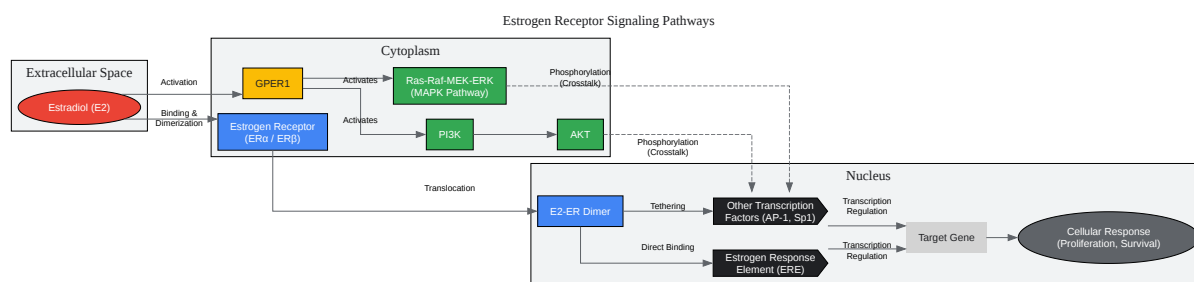 Estrogen Receptor Signaling Pathways
Extracellular Space
Estradiol (E2)
Activation
Binding &
Dimerization
Cytoplasm
GPER1
Activates
Activates
Ras-Raf-MEK-ERK
(MAPK Pathway)
Phosphorylation
(Crosstalk)
Estrogen Receptor
(ERα / ERβ)
PI3K
AKT
Phosphorylation
(Crosstalk)
Translocation
Nucleus
E2-ER Dimer
Tethering
Other Transcription
Factors (AP-1, Sp1)
Transcription
Regulation
Direct Binding
Estrogen Response
Element (ERE)
Transcription
Regulation
Target Gene
Cellular Response
(Proliferation, Survival)